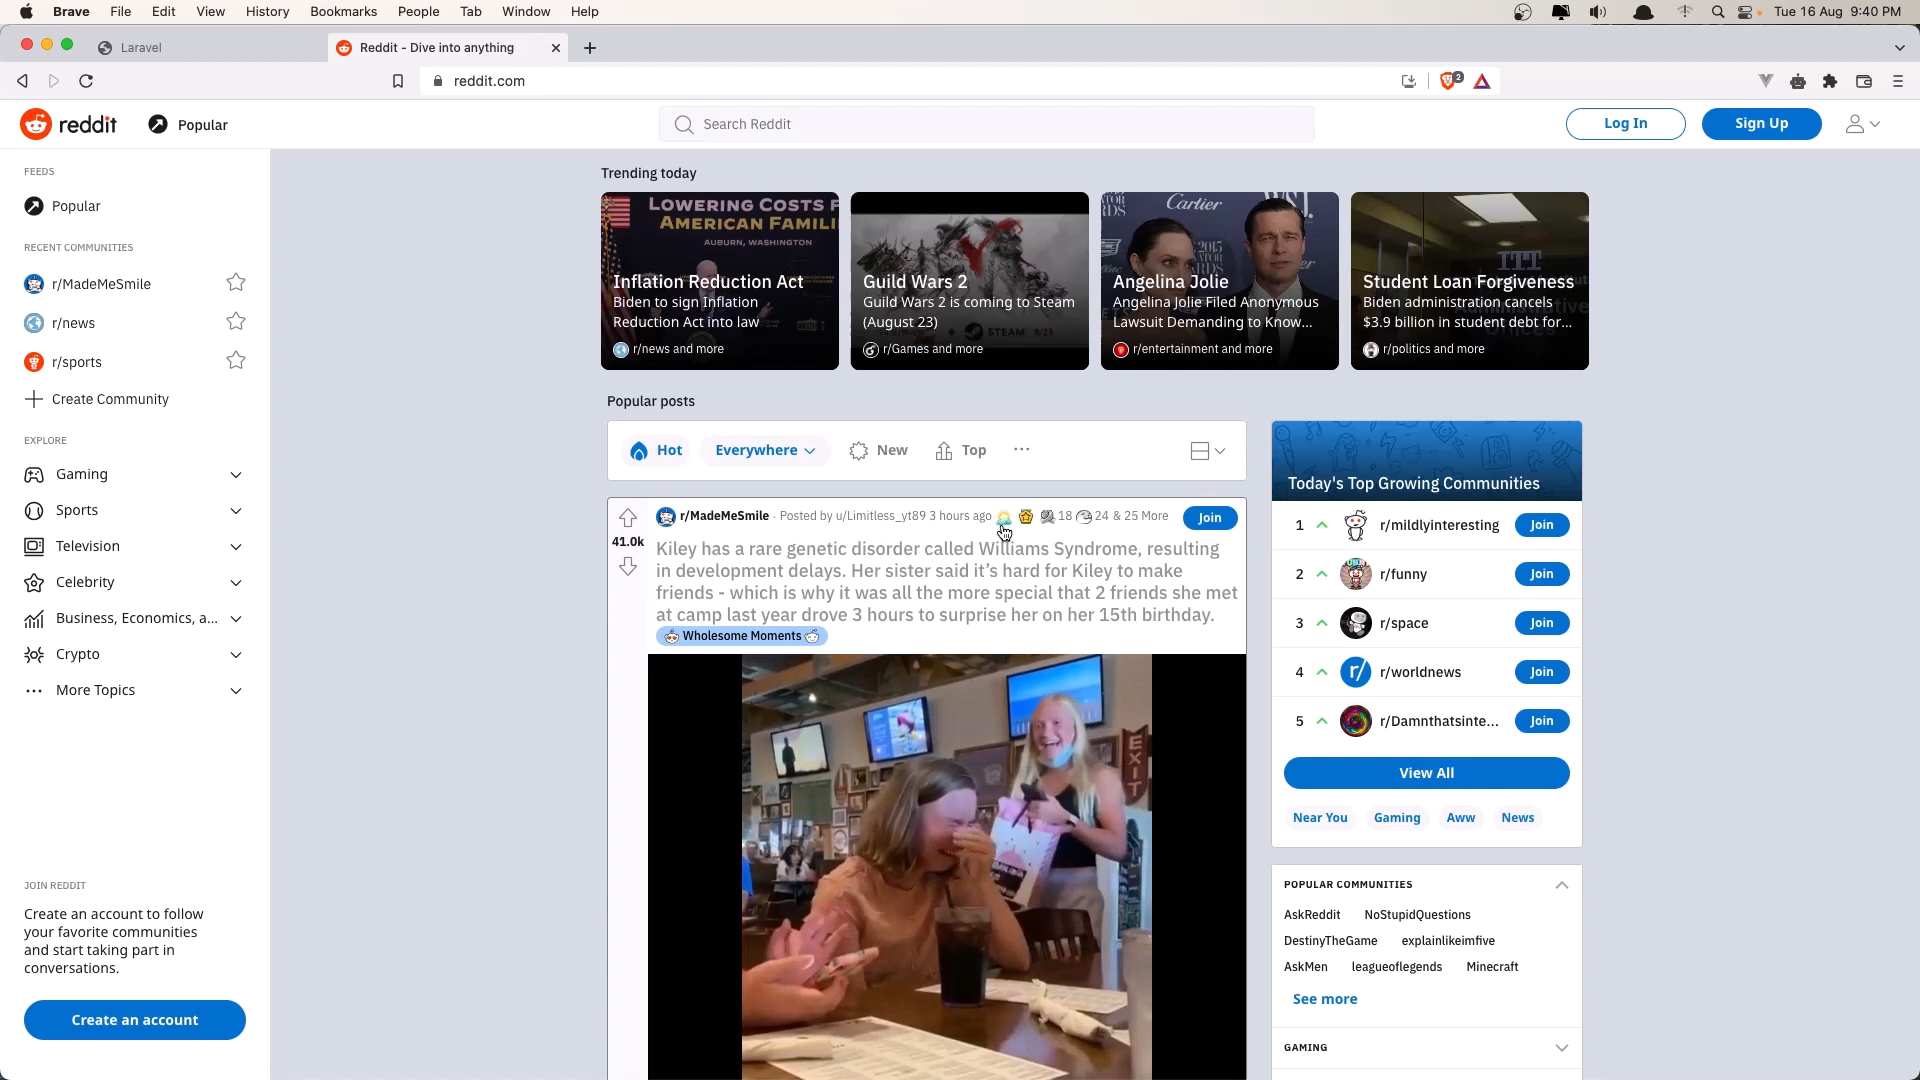 Brave File Edit View History Bookmarks People Tab Window Help Tue 16 Aug 9:40 PM
Laravel Reddit - Dive into anything
reddit.com 2
reddit Popular Search Reddit Log In Sign Up
FEEDS
Popular
RECENT COMMUNITIES
r/MadeMeSmile
r/news
r/sports
Create Community
EXPLORE
Gaming
Sports
Television
Celebrity
Business, Economics, a...
Crypto
More Topics
JOIN REDDIT
Create an account to follow
your favorite communities
and start taking part in
conversations.
Create an account
Trending today
LOWERING COSTS F
AMERICAN FAMILI
AUBURN, WASHINGTON
Inflation Reduction Act
Biden to sign Inflation
Reduction Act into law
r/news and more
Guild Wars 2
Guild Wars 2 is coming to Steam
(August 23)
STEAM 8/23
r/Games and more
Cartier
WSJ.
2015
Angelina Jolie
Angelina Jolie Filed Anonymous
Lawsuit Demanding to Know...
r/entertainment and more
ITT
Student Loan Forgiveness
Biden administration cancels
$3.9 billion in student debt for...
r/politics and more
Popular posts
Hot Everywhere New Top
41.0k
r/MadeMeSmile · Posted by u/Limitless_yt89 3 hours ago 18 24 & 25 More Join
Kiley has a rare genetic disorder called Williams Syndrome, resulting
in development delays. Her sister said it’s hard for Kiley to make
friends - which is why it was all the more special that 2 friends she met
at camp last year drove 3 hours to surprise her on her 15th birthday.
Wholesome Moments
EXIT
Today's Top Growing Communities
1 r/mildlyinteresting Join
2 r/funny Join
3 r/space Join
4 r/ r/worldnews Join
5 r/Damnthatsinte... Join
View All
Near You Gaming Aww News
POPULAR COMMUNITIES
AskReddit NoStupidQuestions
DestinyTheGame explainlikeimfive
AskMen leagueoflegends Minecraft
See more
GAMING